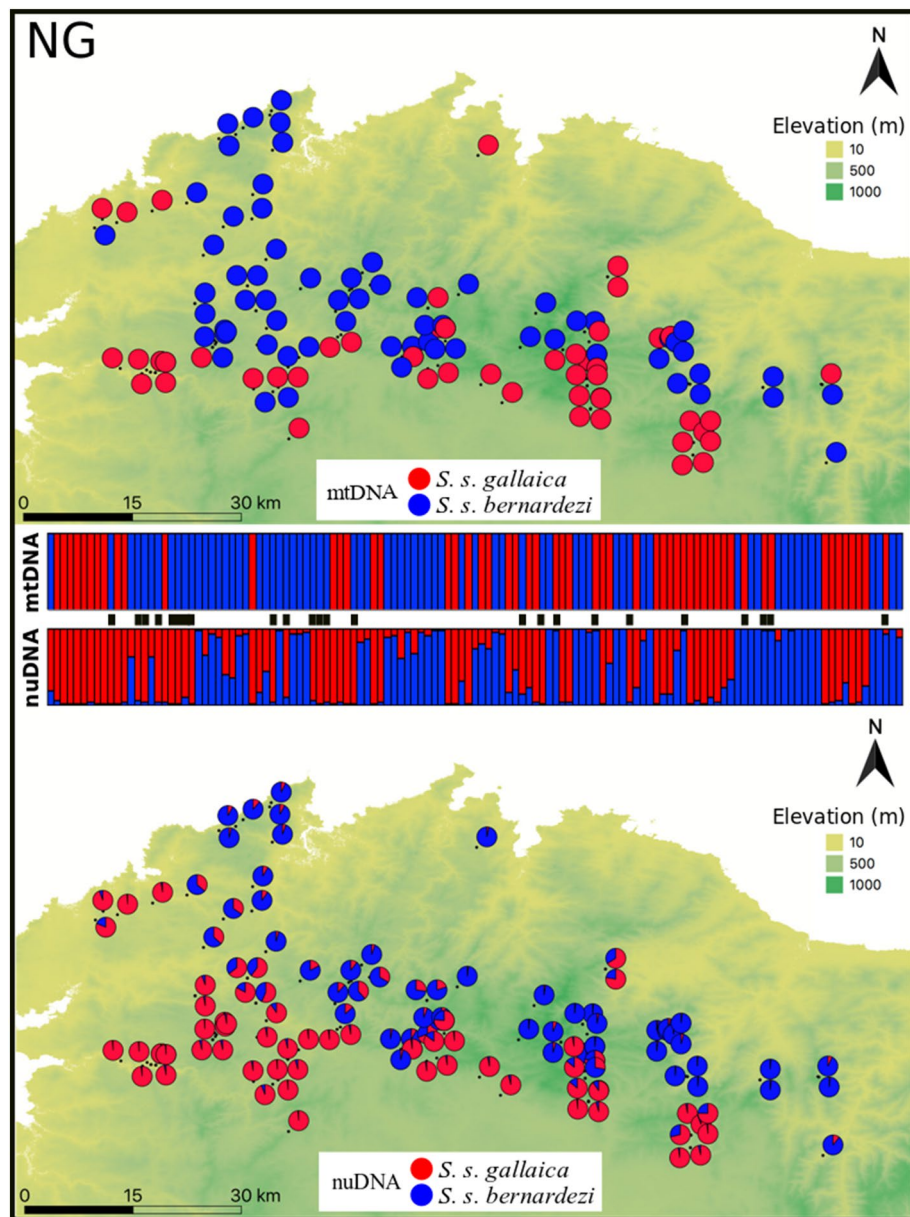 NG
N
Elevation (m)
10
500
1000
mtDNA
S. s. gallaica
S. s. bernardezi
0 15 30 km
mtDNA
nuDNA
N
Elevation (m)
10
500
1000
nuDNA
S. s. gallaica
S. s. bernardezi
0 15 30 km